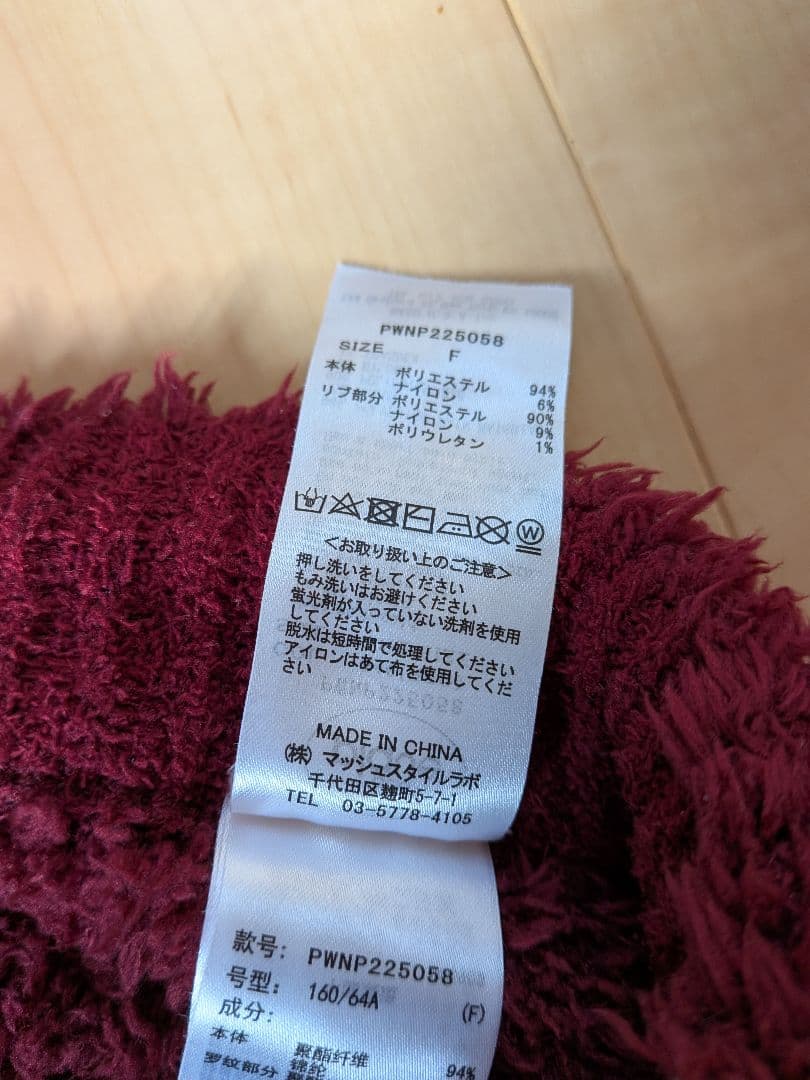 PWNP225058
SIZE F
本体 ポリエステル 94%
ナイロン 6%
リブ部分 ポリエステル 90%
ナイロン 9%
ポリウレタン 1%
W
<お取り扱い上のご注意>
押し洗いをしてください
もみ洗いはお避けください
蛍光剤が入っていない洗剤を使用
してください
脱水は短時間で処理してください
アイロンはあて布を使用してくだ
さい
MADE IN CHINA
(株) マッシュスタイルラボ
千代田区麹町5-7-1
TEL 03-5778-4105
款号: PWNP225058
号型: 160/64A (F)
成分:
本体 聚酯纤维 94%
锦纶
罗纹部分